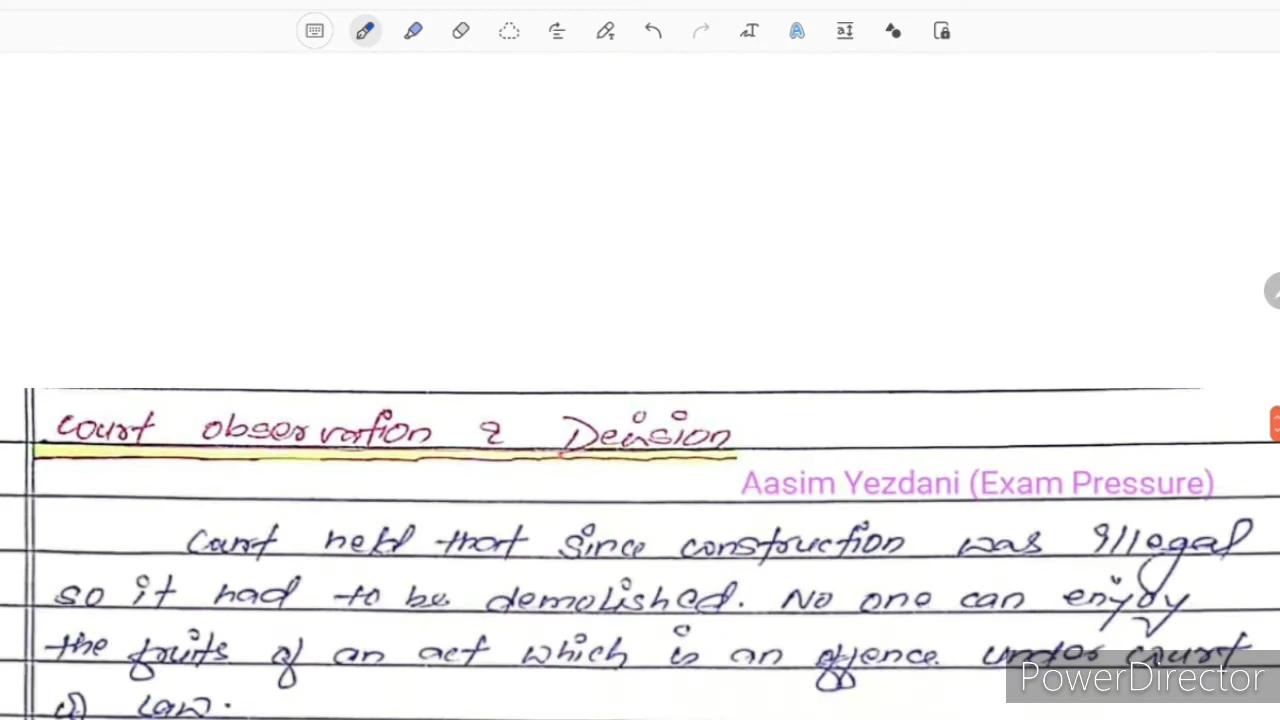 Court observation & Decision
Aasim Yezdani (Exam Pressure)
Court held that since construction was illegal
so it had to be demolished. No one can enjoy
the fruits of an act which is an offence under court
of Law.
PowerDirector